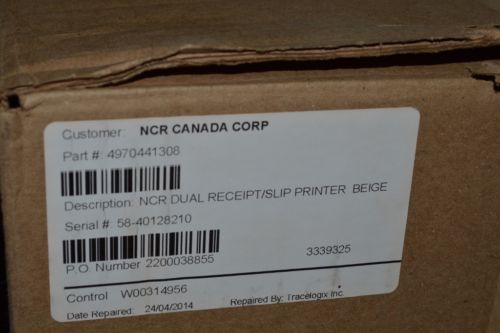 Customer: NCR CANADA CORP
Part #: 4970441308
Description: NCR DUAL RECEIPT/SLIP PRINTER BEIGE
Serial #: 58-40128210
P.O. Number 2200038855 3339325
Control W00314956
Date Repaired: 24/04/2014 Repaired By: Tracelogix Inc.